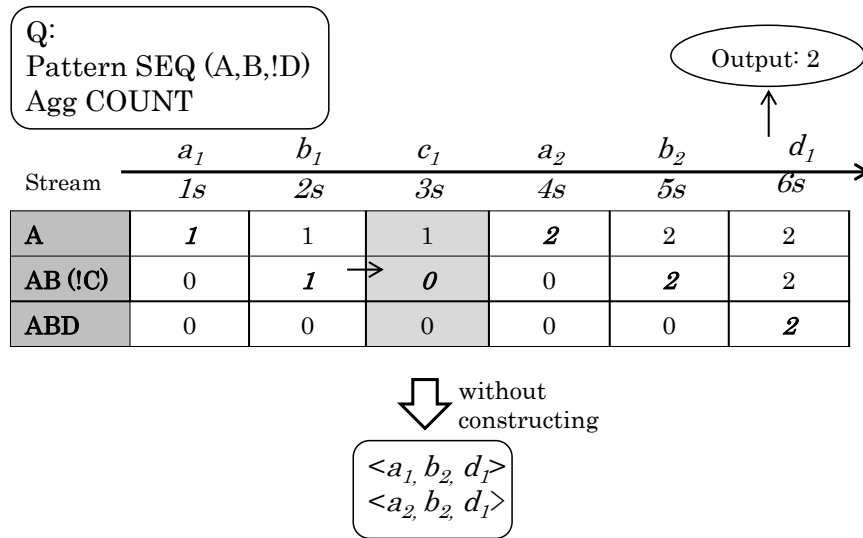 Q:
Pattern SEQ (A,B,!D)
Agg COUNT
Output: 2
a1 b1 c1 a2 b2 d1
Stream 1s 2s 3s 4s 5s 6s
A 1 1 1 2 2 2
AB (!C) 0 1 0 0 2 2
ABD 0 0 0 0 0 2
without
constructing
<a1, b2, d1>
<a2, b2, d1>